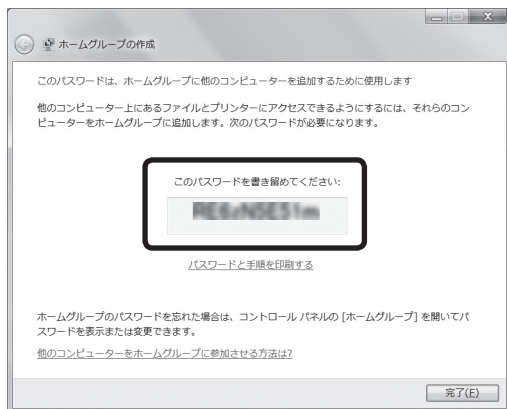 ホームグループの作成
このパスワードは、ホームグループに他のコンピューターを追加するために使用します
他のコンピューター上にあるファイルとプリンターにアクセスできるようにするには、それらのコン
ピューターをホームグループに追加します。次のパスワードが必要になります。
このパスワードを書き留めてください:
パスワードと手順を印刷する
ホームグループのパスワードを忘れた場合は、コントロール パネルの [ホームグループ] を開いてパ
スワードを表示または変更できます。
他のコンピューターをホームグループに参加させる方法は?
完了(F)